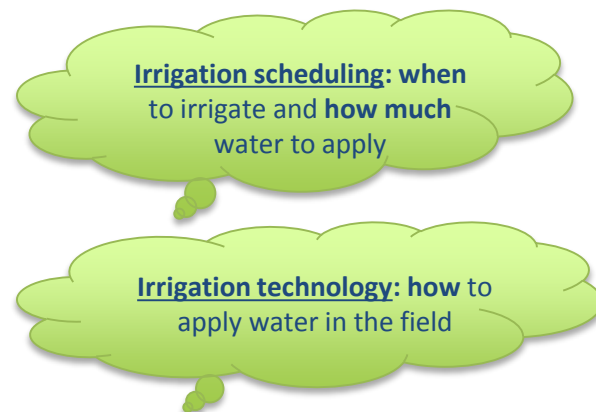 Irrigation scheduling: when
to irrigate and how much
water to apply
Irrigation technology: how to
apply water in the field